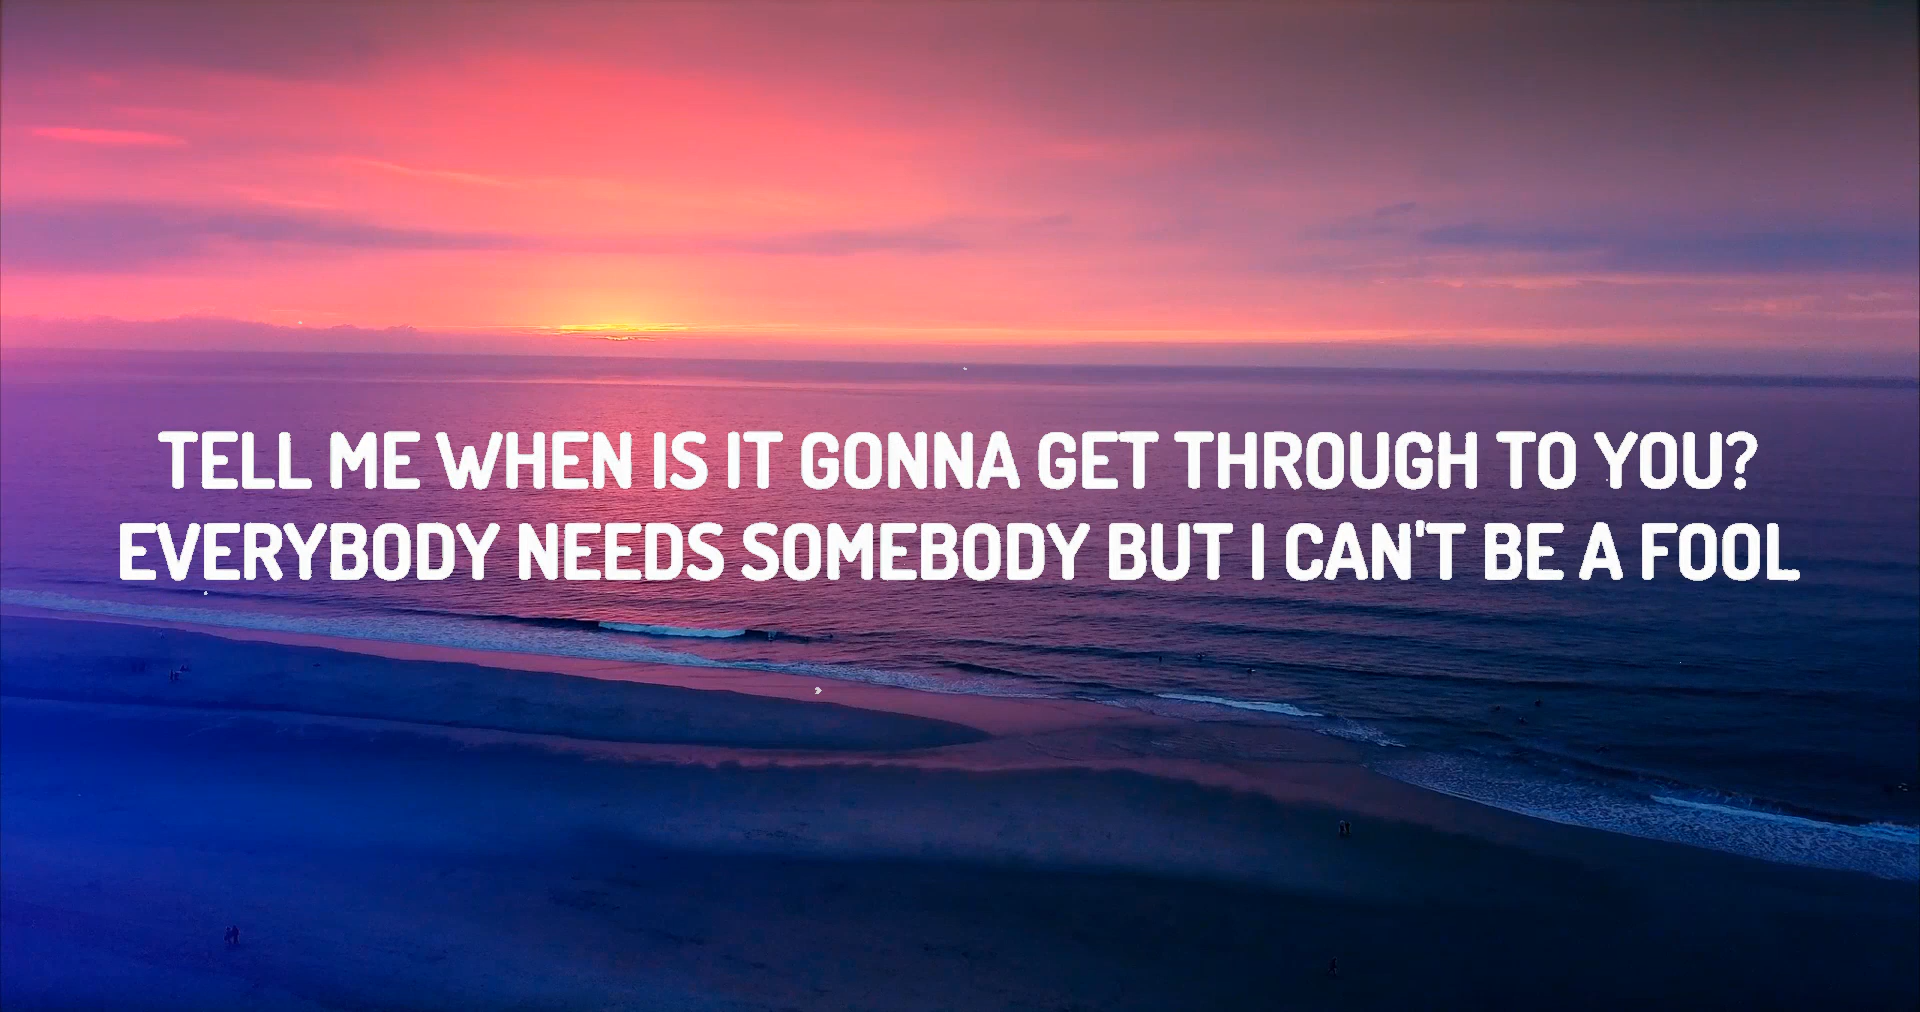 TELL ME WHEN IS IT GONNA GET THROUGH TO YOU?
EVERYBODY NEEDS SOMEBODY BUT I CAN'T BE A FOOL